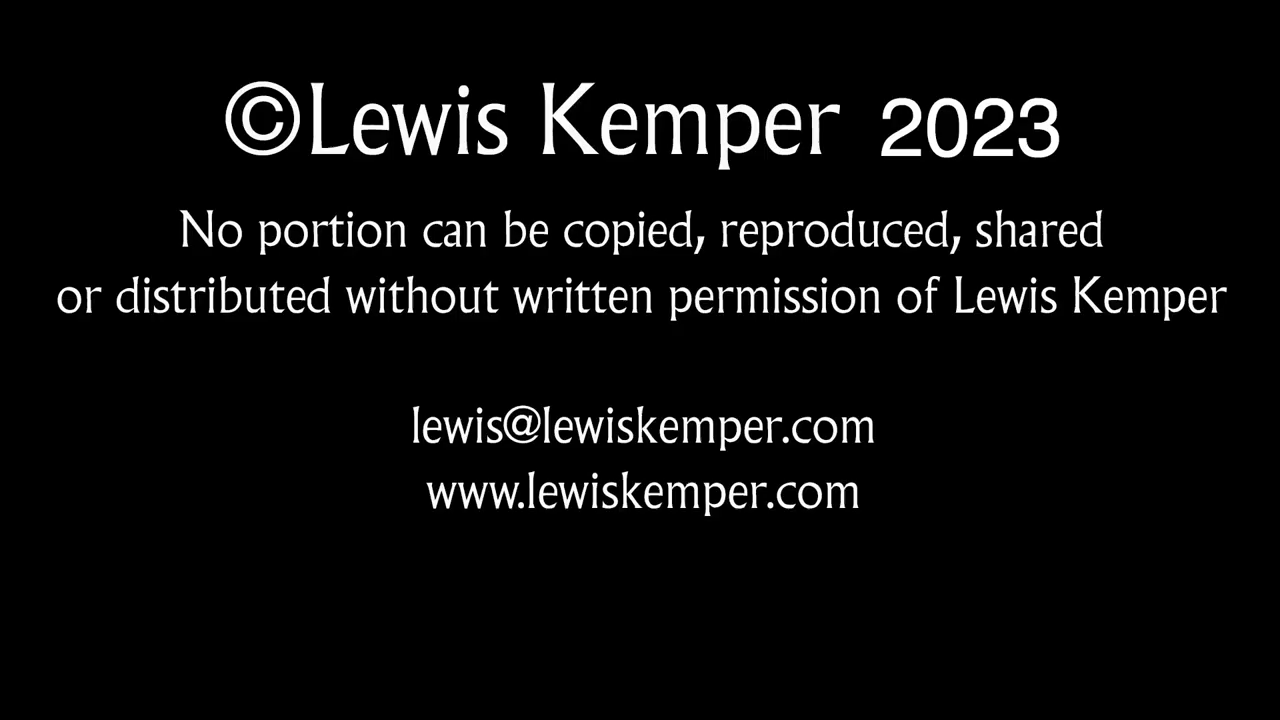 ©Lewis Kemper 2023
No portion can be copied, reproduced, shared
or distributed without written permission of Lewis Kemper
lewis@lewiskemper.com
www.lewiskemper.com